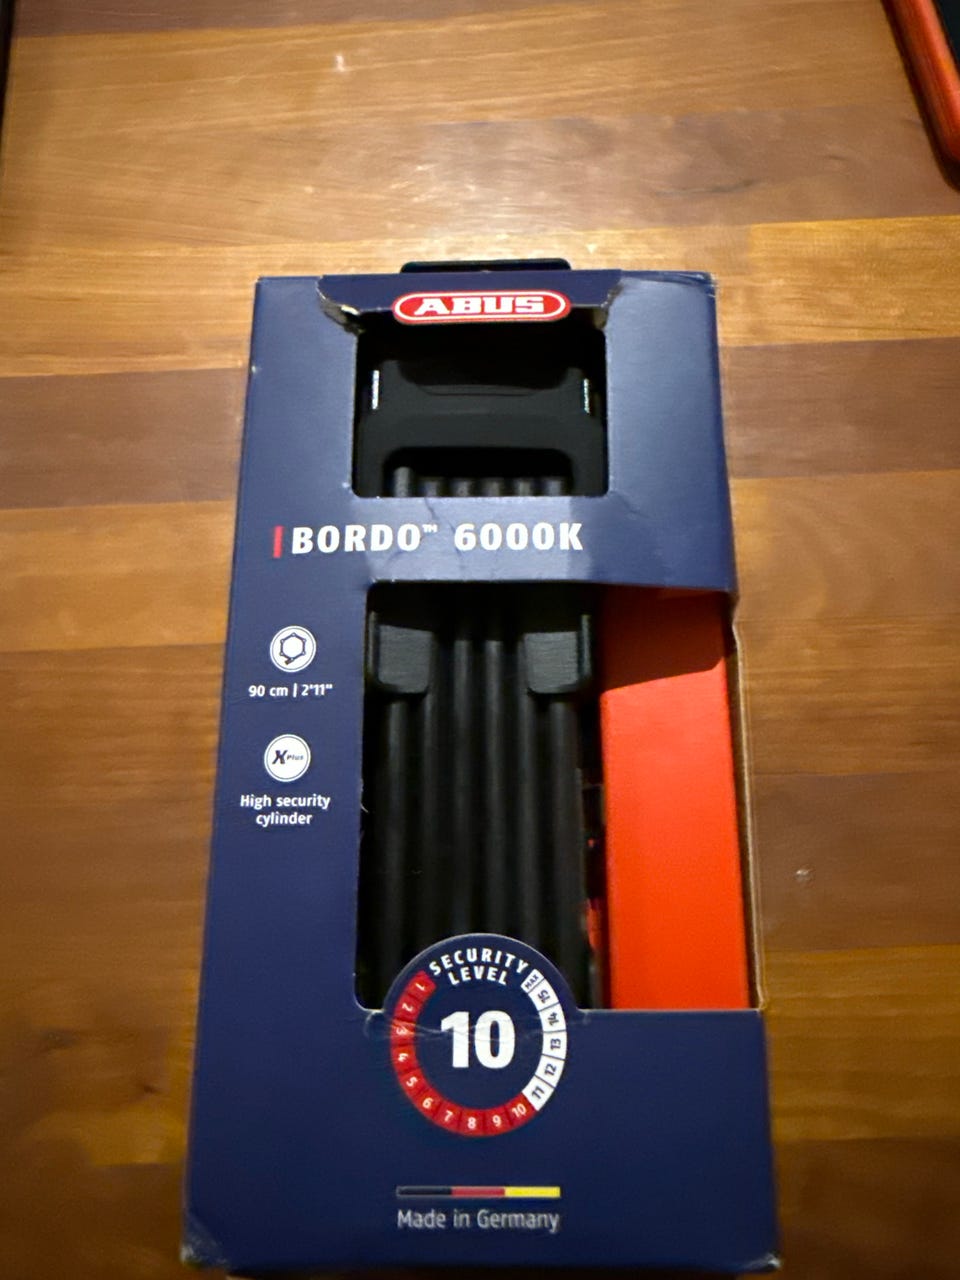 ABUS
BORDO™ 6000K
90 cm | 2'11"
XPlus
High security
cylinder
SECURITY
LEVEL
1 2 3 4 5 6 7 8 9 10 11 12 13 14 15 MAX
10
Made in Germany